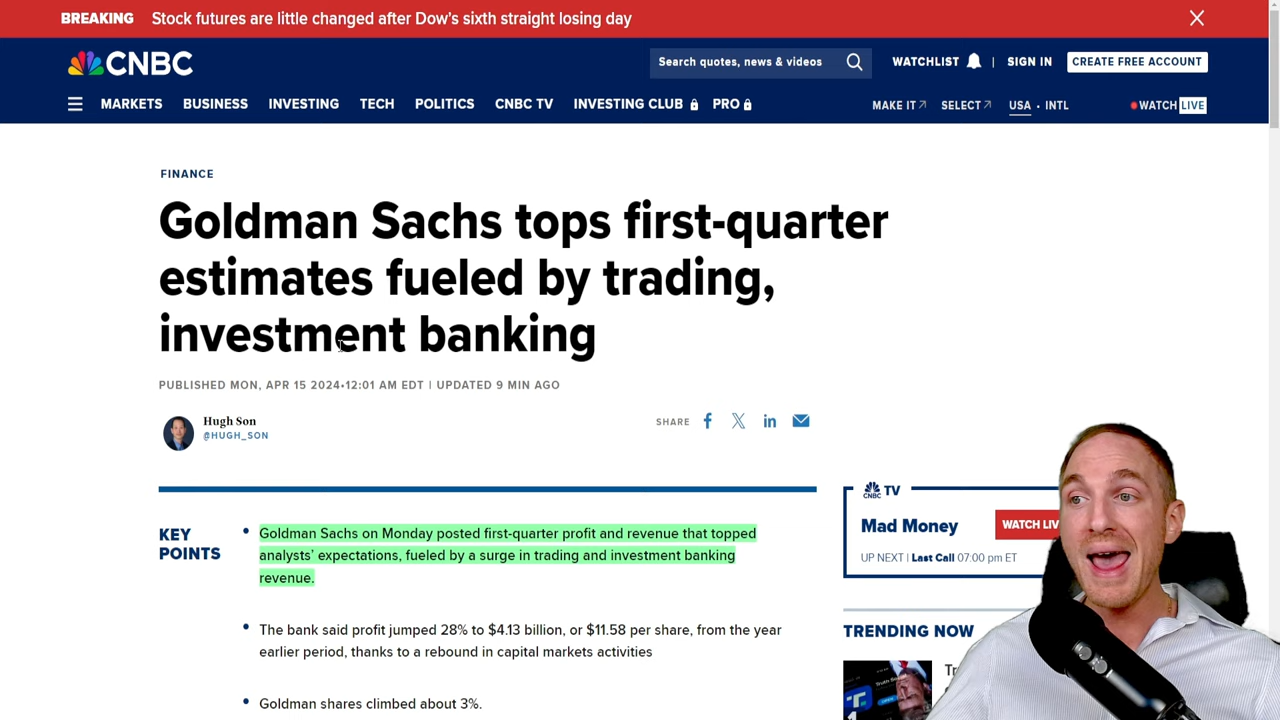 BREAKING Stock futures are little changed after Dow's sixth straight losing day
CNBC
Search quotes, news & videos
WATCHLIST | SIGN IN CREATE FREE ACCOUNT
MARKETS BUSINESS INVESTING TECH POLITICS CNBC TV INVESTING CLUB PRO
MAKE IT SELECT USA • INTL WATCH LIVE
FINANCE
Goldman Sachs tops first-quarter
estimates fueled by trading,
investment banking
PUBLISHED MON, APR 15 2024•12:01 AM EDT | UPDATED 9 MIN AGO
Hugh Son
@HUGH_SON
SHARE
KEY
POINTS
• Goldman Sachs on Monday posted first-quarter profit and revenue that topped
analysts' expectations, fueled by a surge in trading and investment banking
revenue.
• The bank said profit jumped 28% to $4.13 billion, or $11.58 per share, from the year
earlier period, thanks to a rebound in capital markets activities
• Goldman shares climbed about 3%.
CNBC TV
Mad Money
WATCH LIV
UP NEXT | Last Call 07:00 pm ET
TRENDING NOW